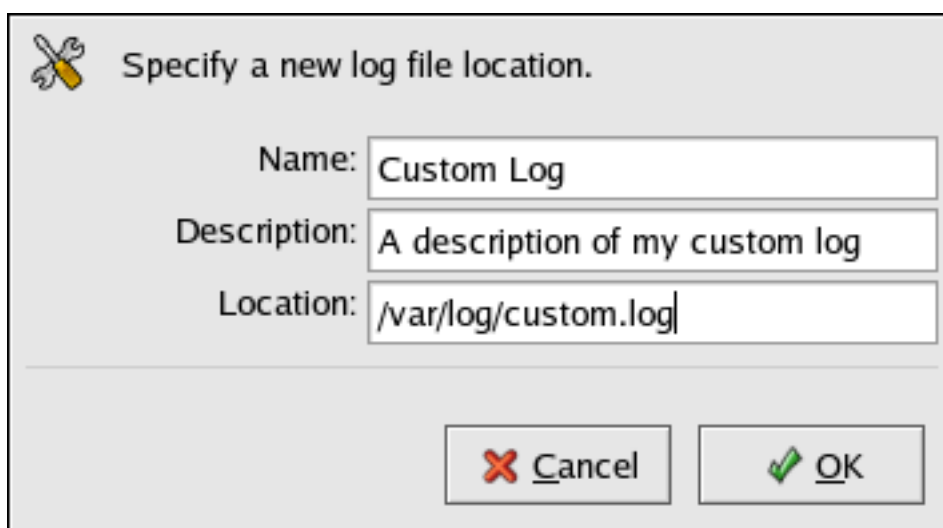 Specify a new log file location.
Name: Custom Log
Description: A description of my custom log
Location: /var/log/custom.log
Cancel OK